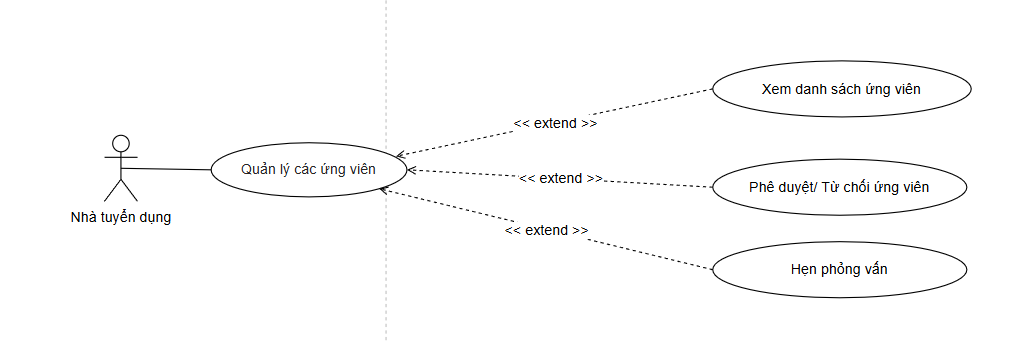 Xem danh sách ứng viên
<< extend >>
Quản lý các ứng viên
<< extend >>
Phê duyệt/ Từ chối ứng viên
Nhà tuyển dụng
<< extend >>
Hẹn phỏng vấn